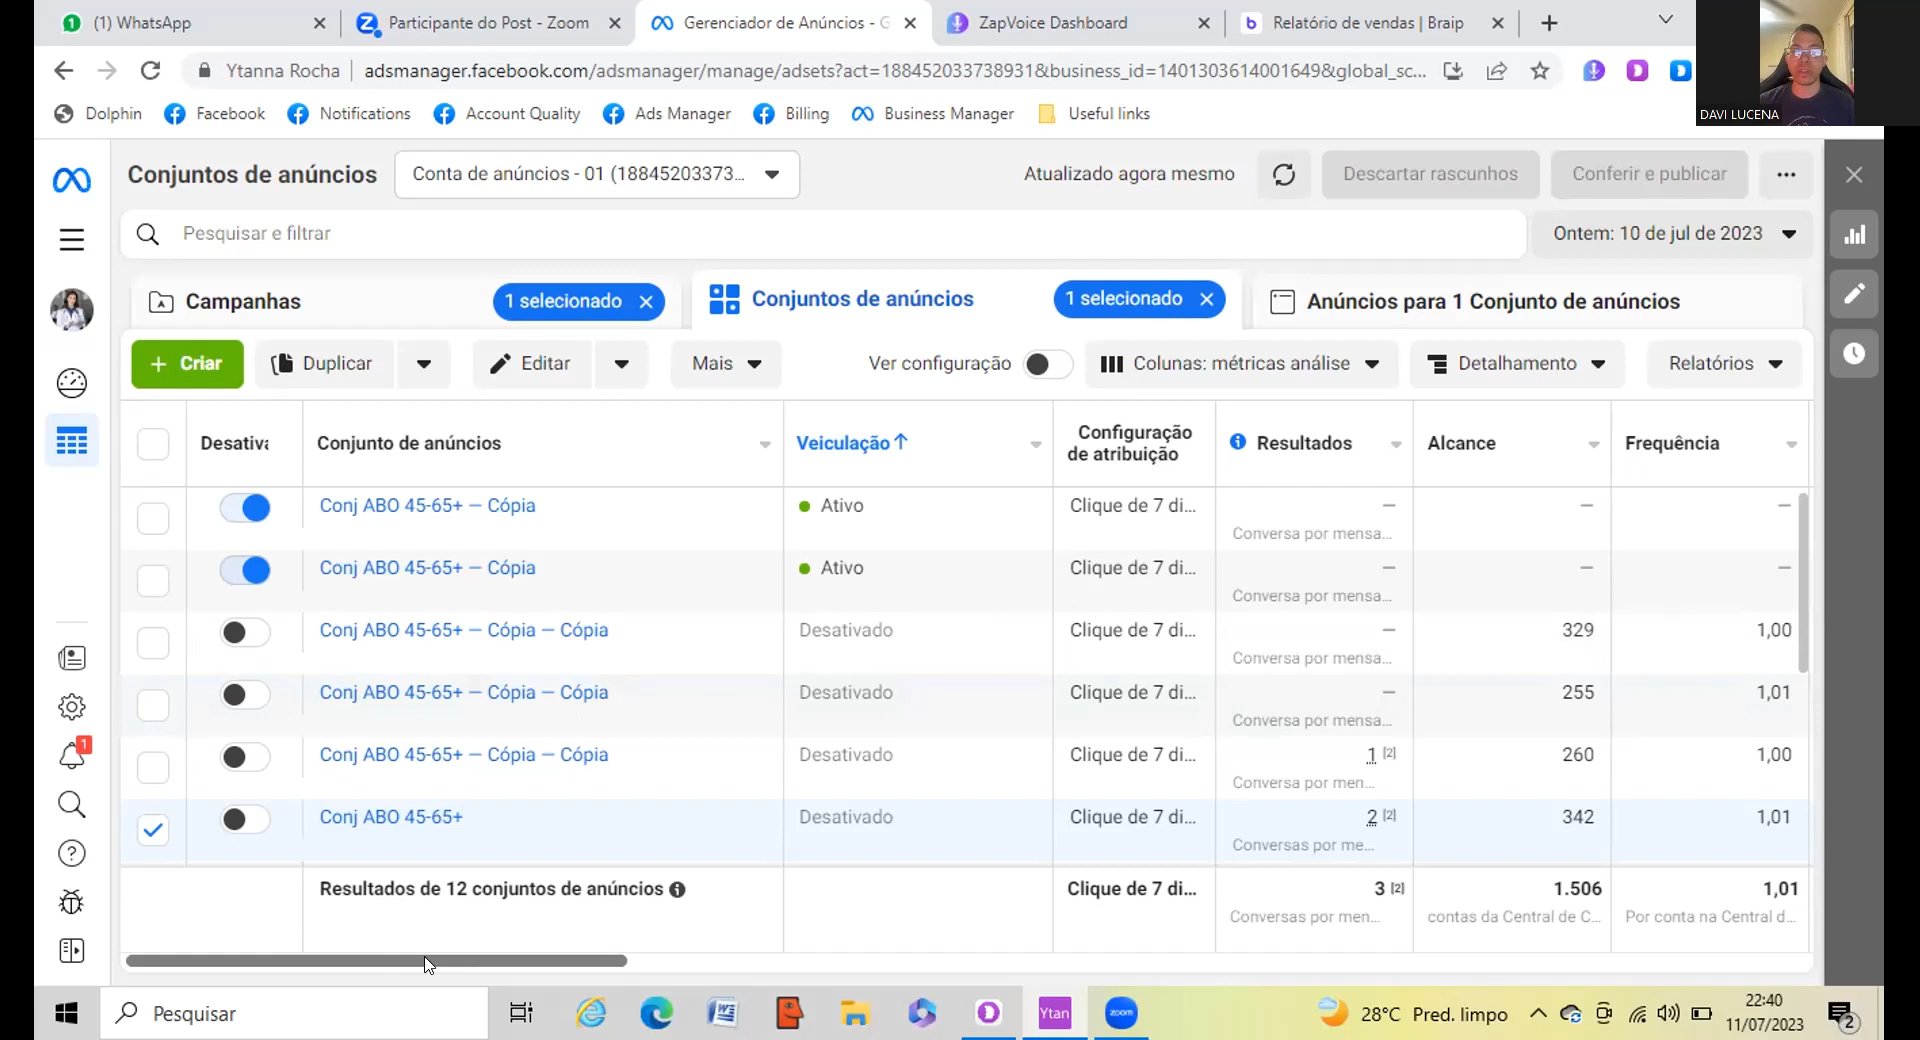 (1) WhatsApp
Participante do Post - Zoom
Gerenciador de Anúncios - G
ZapVoice Dashboard
Relatório de vendas | Braip
Ytanna Rocha
adsmanager.facebook.com/adsmanager/manage/adsets?act=188452033738931&business_id=1401303614001649&global_sc...
DAVI LUCENA
Dolphin
Facebook
Notifications
Account Quality
Ads Manager
Billing
Business Manager
Useful links
Conjuntos de anúncios
Conta de anúncios - 01 (18845203373...
Atualizado agora mesmo
Descartar rascunhos
Conferir e publicar
Pesquisar e filtrar
Ontem: 10 de jul de 2023
Campanhas
1 selecionado
Conjuntos de anúncios
1 selecionado
Anúncios para 1 Conjunto de anúncios
+ Criar
Duplicar
Editar
Mais
Ver configuração
Colunas: métricas análise
Detalhamento
Relatórios
Desativa
Conjunto de anúncios
Veiculação↑
Configuração
de atribuição
Resultados
Alcance
Frequência
Conj ABO 45-65+ — Cópia
Ativo
Clique de 7 di...
—
—
—
Conversa por mensa...
Conj ABO 45-65+ — Cópia
Ativo
Clique de 7 di...
—
—
—
Conversa por mensa...
Conj ABO 45-65+ — Cópia — Cópia
Desativado
Clique de 7 di...
—
329
1,00
Conversa por mensa...
Conj ABO 45-65+ — Cópia — Cópia
Desativado
Clique de 7 di...
—
255
1,01
Conversa por mensa...
Conj ABO 45-65+ — Cópia — Cópia
Desativado
Clique de 7 di...
1 [2]
260
1,00
Conversa por men...
Conj ABO 45-65+
Desativado
Clique de 7 di...
2 [2]
342
1,01
Conversas por me...
Resultados de 12 conjuntos de anúncios
Clique de 7 di...
3 [2]
1.506
1,01
Conversas por men...
contas da Central de C...
Por conta na Central d...
1
Pesquisar
Ytan
zoom
28°C Pred. limpo
22:40
11/07/2023
2